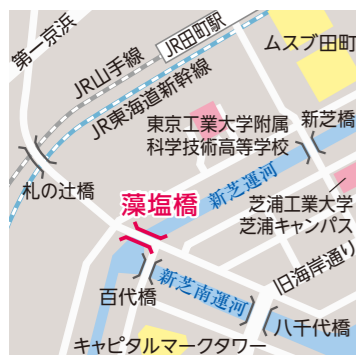 第一京浜
JR田町駅
ムスブ田町
JR山手線
JR東海道新幹線
東京工業大学附属
科学技術高等学校
新芝橋
札の辻橋
新芝運河
藻塩橋
芝浦工業大学
芝浦キャンパス
旧海岸通り
新芝南運河
百代橋
八千代橋
キャピタルマークタワー